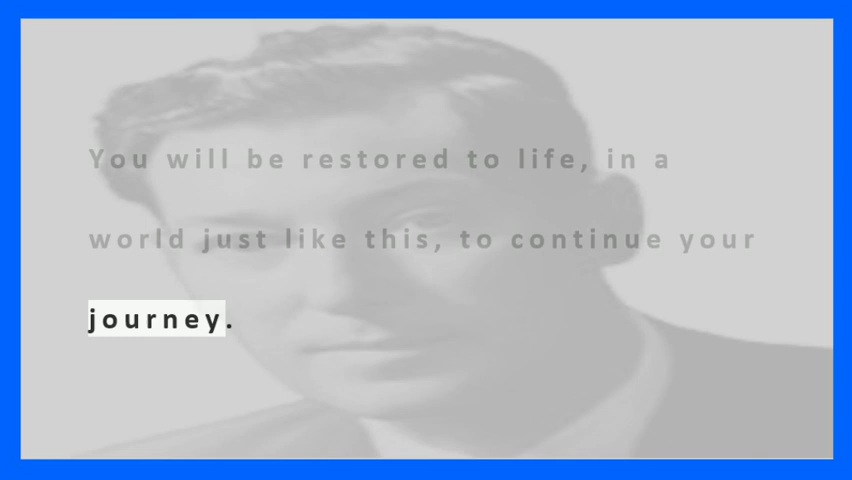 You will be restored to life, in a
world just like this, to continue your
journey.